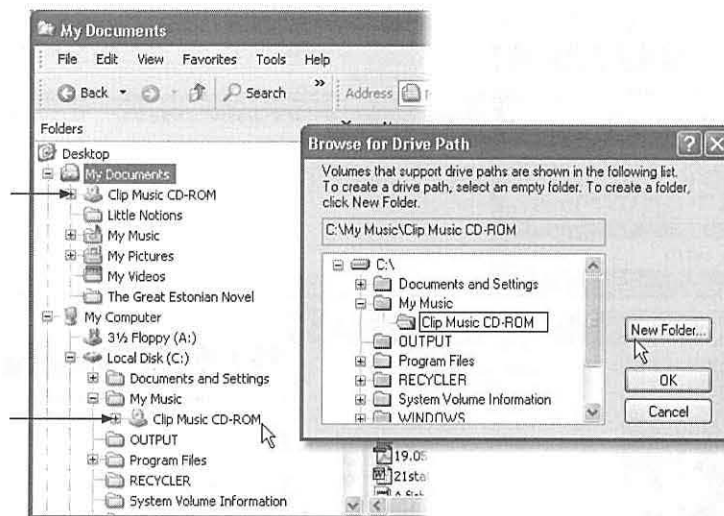 My Documents
File Edit View Favorites Tools Help
Back Search » Address
Folders
Desktop
My Documents
Clip Music CD-ROM
Little Notions
My Music
My Pictures
My Videos
The Great Estonian Novel
My Computer
3½ Floppy (A:)
Local Disk (C:)
Documents and Settings
My Music
Clip Music CD-ROM
OUTPUT
Program Files
RECYCLER
System Volume Information
Browse for Drive Path
Volumes that support drive paths are shown in the following list.
To create a drive path, select an empty folder. To create a folder,
click New Folder.
C:\My Music\Clip Music CD-ROM
C:\
Documents and Settings
My Music
Clip Music CD-ROM
OUTPUT
Program Files
RECYCLER
System Volume Information
WINDOWS
New Folder...
OK
Cancel
19.05
21sta